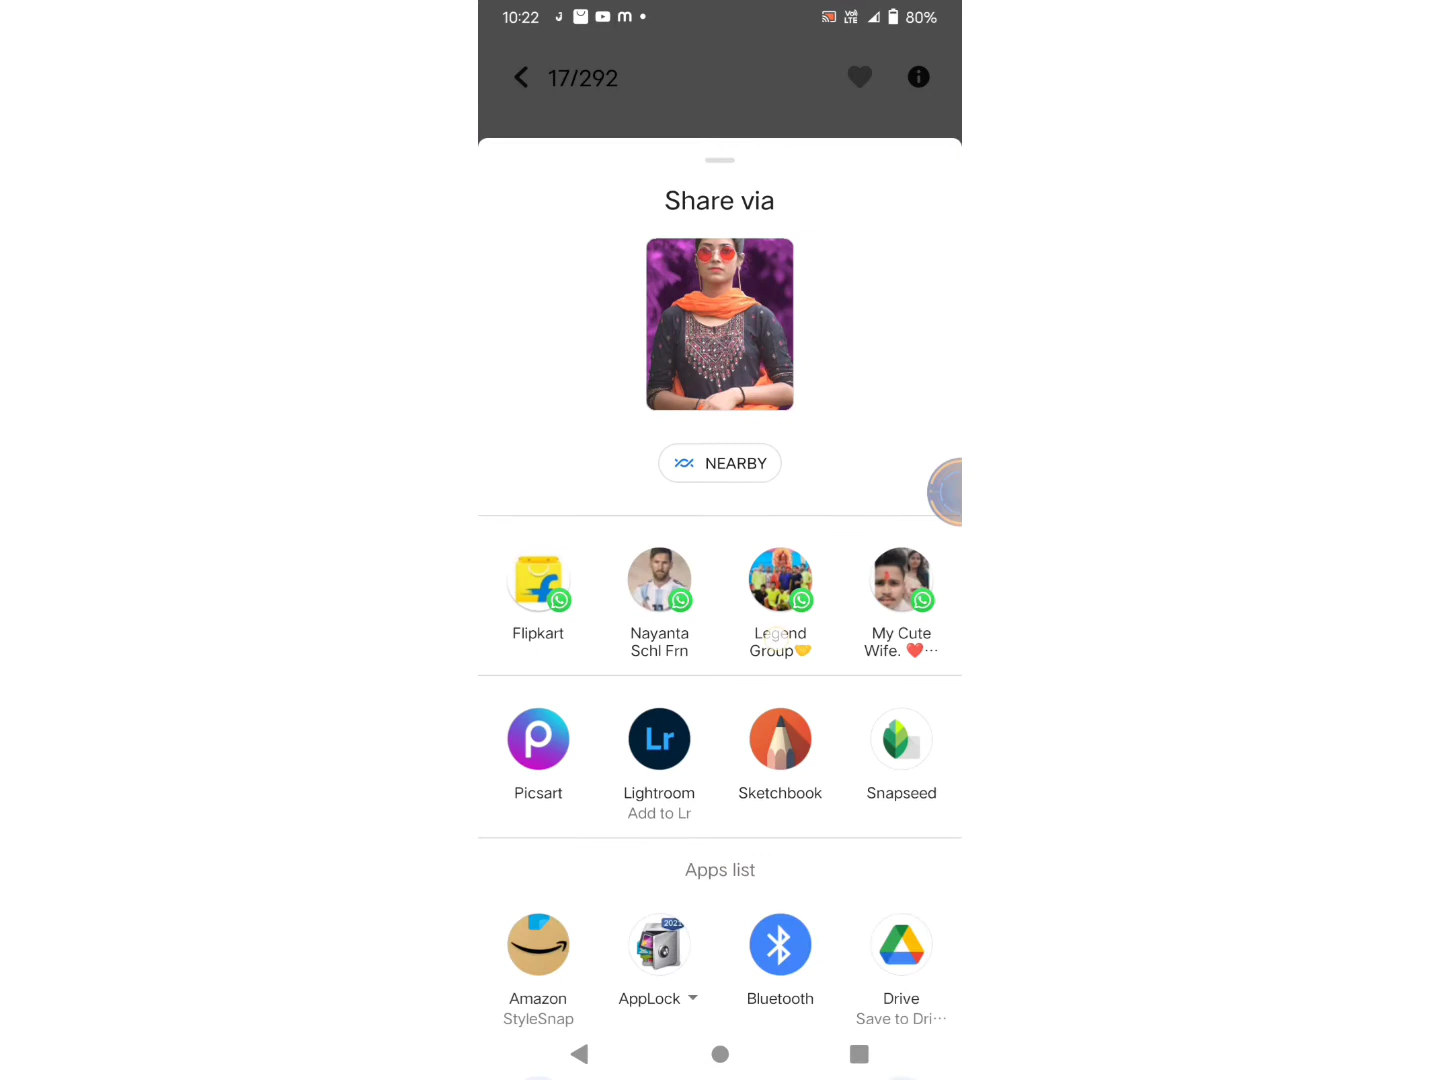 10:22 80%
17/292
Share via
NEARBY
Flipkart
Nayanta
Schl Frn
Legend
Group🤝
My Cute
Wife. ❤️...
Picsart
Lightroom
Add to Lr
Sketchbook
Snapseed
Apps list
Amazon
StyleSnap
AppLock
Bluetooth
Drive
Save to Dri...